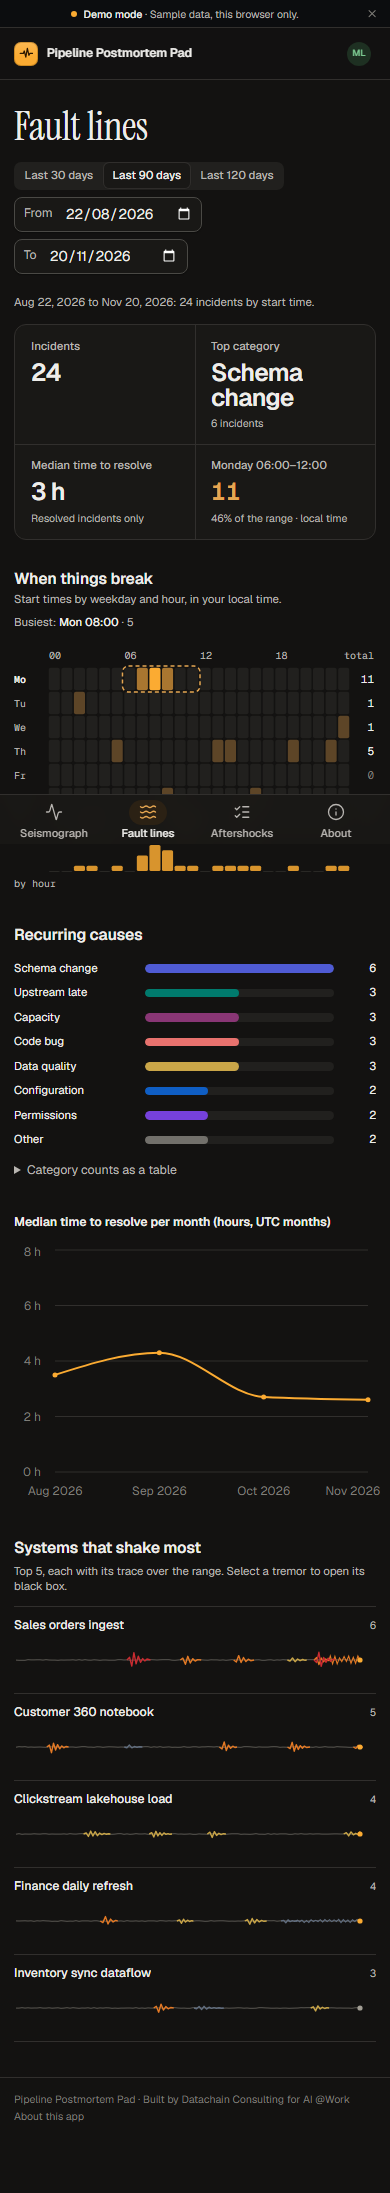 Demo mode · Sample data, this browser only.
Pipeline Postmortem Pad
ML
Fault lines
Last 30 days Last 90 days Last 120 days
From 22/08/2026
To 20/11/2026
Aug 22, 2026 to Nov 20, 2026: 24 incidents by start time.
Incidents
24
Top category
Schema
change
6 incidents
Median time to resolve
3 h
Resolved incidents only
Monday 06:00–12:00
11
46% of the range · local time
When things break
Start times by weekday and hour, in your local time.
Busiest: Mon 08:00 · 5
00 06 12 18 total
Mo 11
Tu 1
We 1
Th 5
Fr 0
Seismograph Fault lines Aftershocks About
by hour
Recurring causes
Schema change 6
Upstream late 3
Capacity 3
Code bug 3
Data quality 3
Configuration 2
Permissions 2
Other 2
Category counts as a table
Median time to resolve per month (hours, UTC months)
8 h
6 h
4 h
2 h
0 h
Aug 2026 Sep 2026 Oct 2026 Nov 2026
Systems that shake most
Top 5, each with its trace over the range. Select a tremor to open its
black box.
Sales orders ingest 6
Customer 360 notebook 5
Clickstream lakehouse load 4
Finance daily refresh 4
Inventory sync dataflow 3
Pipeline Postmortem Pad · Built by Datachain Consulting for AI @Work
About this app